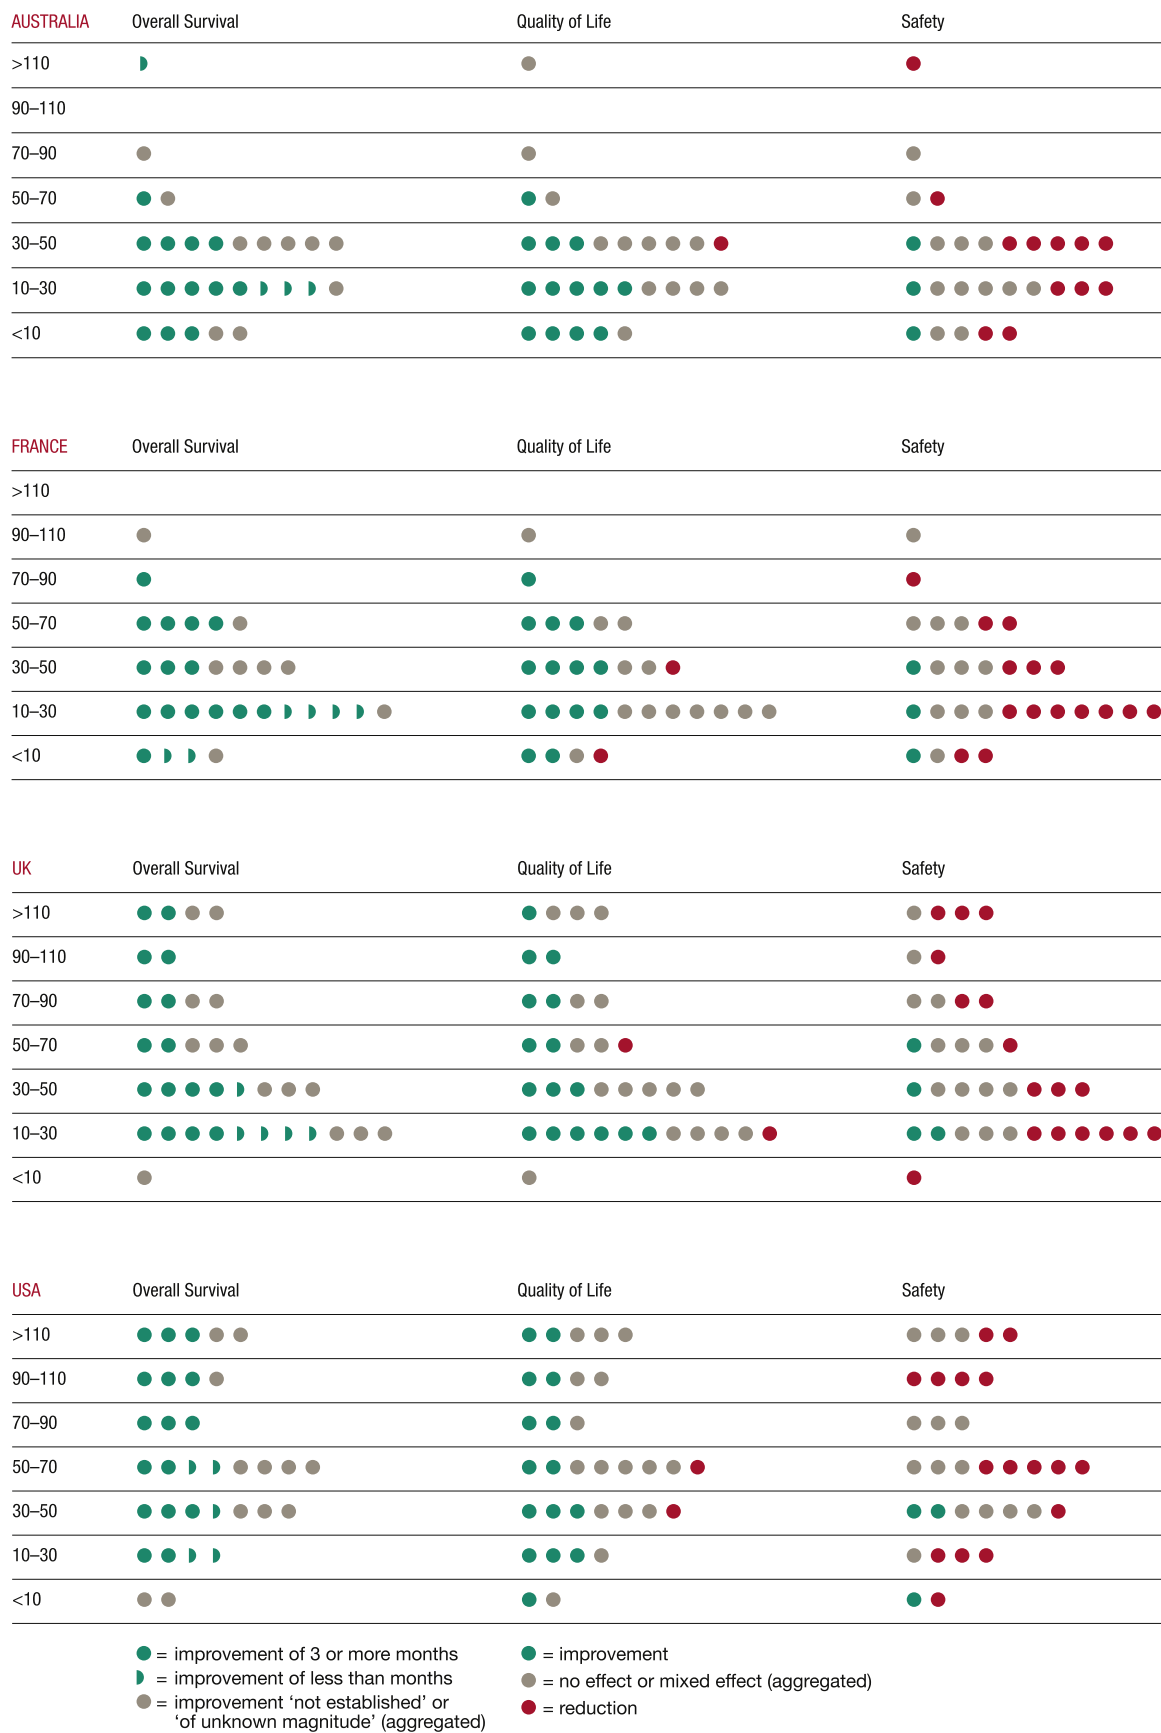 AUSTRALIA Overall Survival Quality of Life Safety
>110
90–110
70–90
50–70
30–50
10–30
<10
FRANCE Overall Survival Quality of Life Safety
>110
90–110
70–90
50–70
30–50
10–30
<10
UK Overall Survival Quality of Life Safety
>110
90–110
70–90
50–70
30–50
10–30
<10
USA Overall Survival Quality of Life Safety
>110
90–110
70–90
50–70
30–50
10–30
<10
= improvement of 3 or more months
= improvement of less than months
= improvement ‘not established’ or
‘of unknown magnitude’ (aggregated)
= improvement
= no effect or mixed effect (aggregated)
= reduction